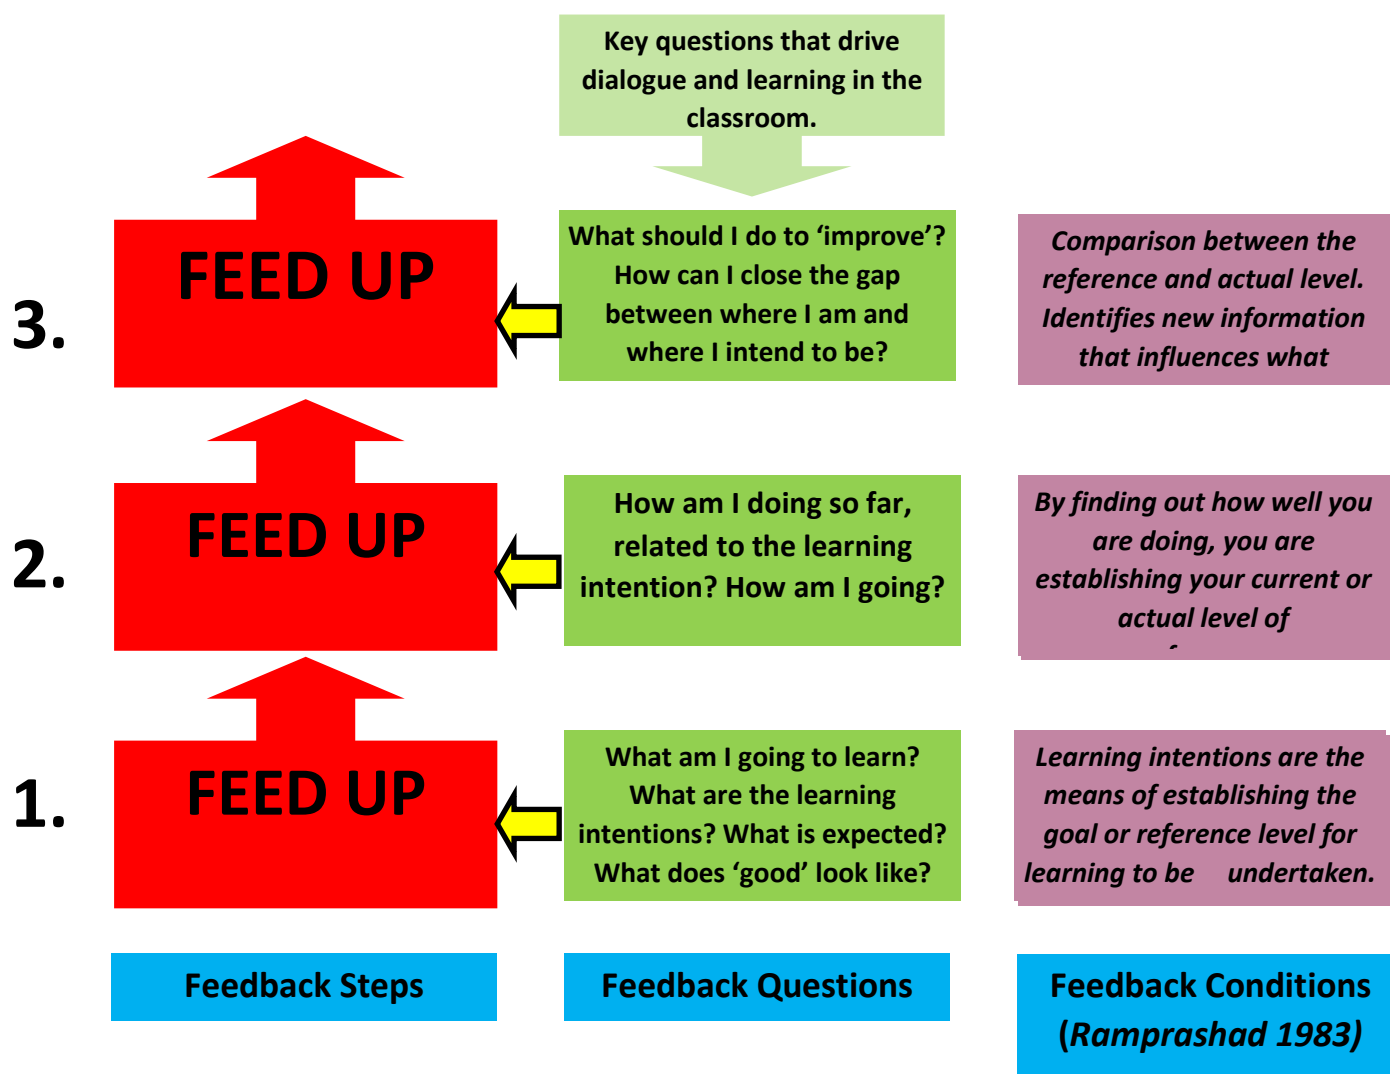 Key questions that drive
dialogue and learning in the
classroom.
3.
FEED UP
What should I do to ‘improve’?
How can I close the gap
between where I am and
where I intend to be?
Comparison between the
reference and actual level.
Identifies new information
that influences what
2.
FEED UP
How am I doing so far,
related to the learning
intention? How am I going?
By finding out how well you
are doing, you are
establishing your current or
actual level of
1.
FEED UP
What am I going to learn?
What are the learning
intentions? What is expected?
What does ‘good’ look like?
Learning intentions are the
means of establishing the
goal or reference level for
learning to be undertaken.
Feedback Steps
Feedback Questions
Feedback Conditions
(Ramprashad 1983)